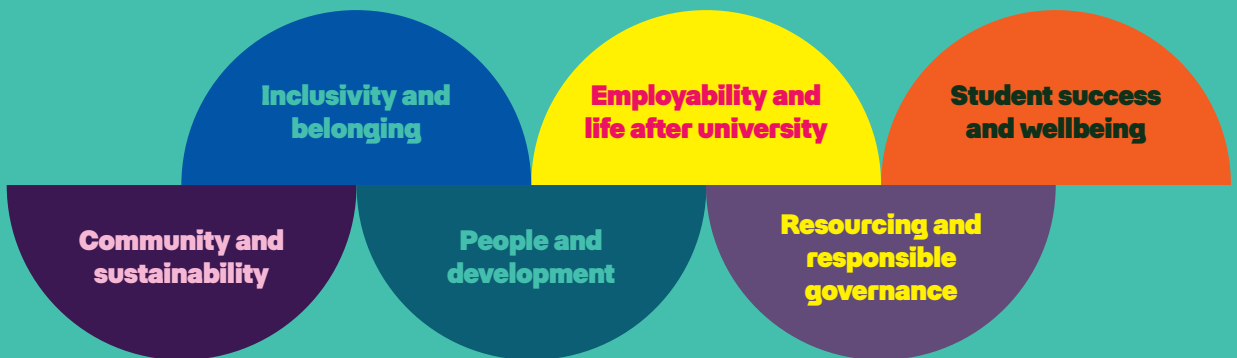 Inclusivity and
belonging
Employability and
life after university
Student success
and wellbeing
Community and
sustainability
People and
development
Resourcing and
responsible
governance